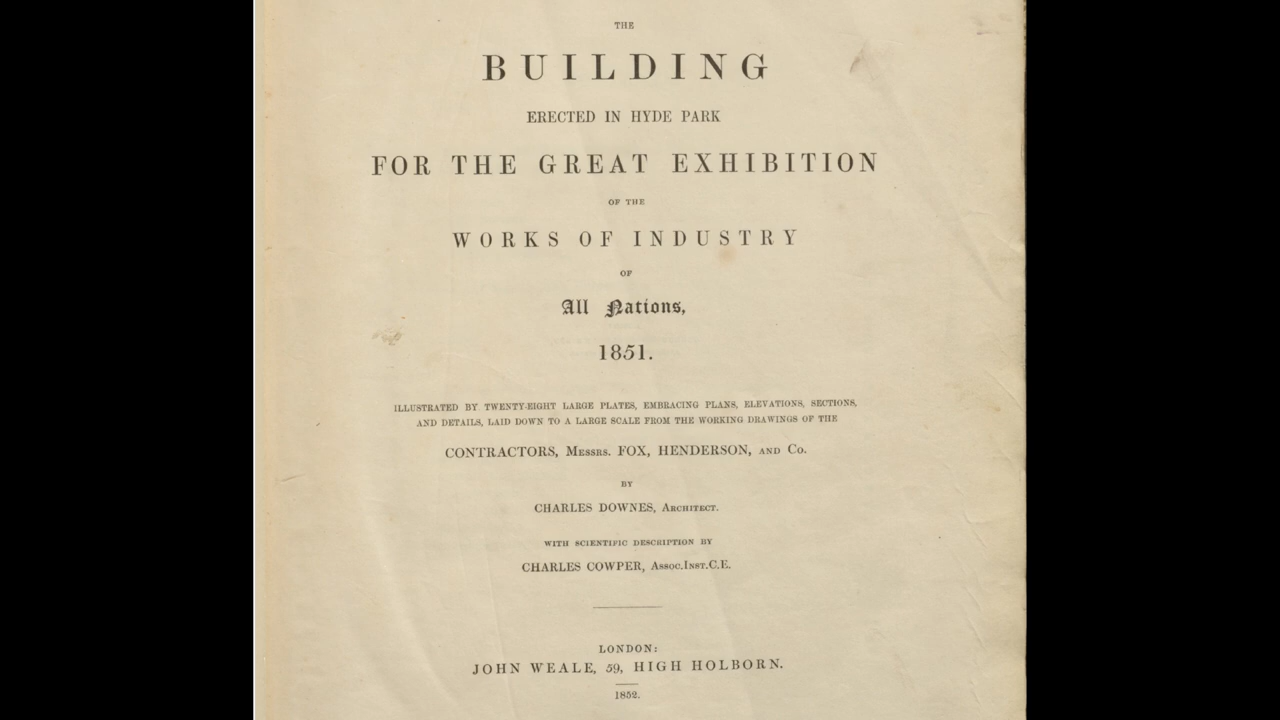 THE
BUILDING
ERECTED IN HYDE PARK
FOR THE GREAT EXHIBITION
OF THE
WORKS OF INDUSTRY
OF
All Nations,
1851.
ILLUSTRATED BY TWENTY-EIGHT LARGE PLATES, EMBRACING PLANS, ELEVATIONS, SECTIONS,
AND DETAILS, LAID DOWN TO A LARGE SCALE FROM THE WORKING DRAWINGS OF THE
CONTRACTORS, Messrs. FOX, HENDERSON, AND Co.
BY
CHARLES DOWNES, Architect.
WITH SCIENTIFIC DESCRIPTION BY
CHARLES COWPER, Assoc.Inst.C.E.
LONDON:
JOHN WEALE, 59, HIGH HOLBORN.
1852.